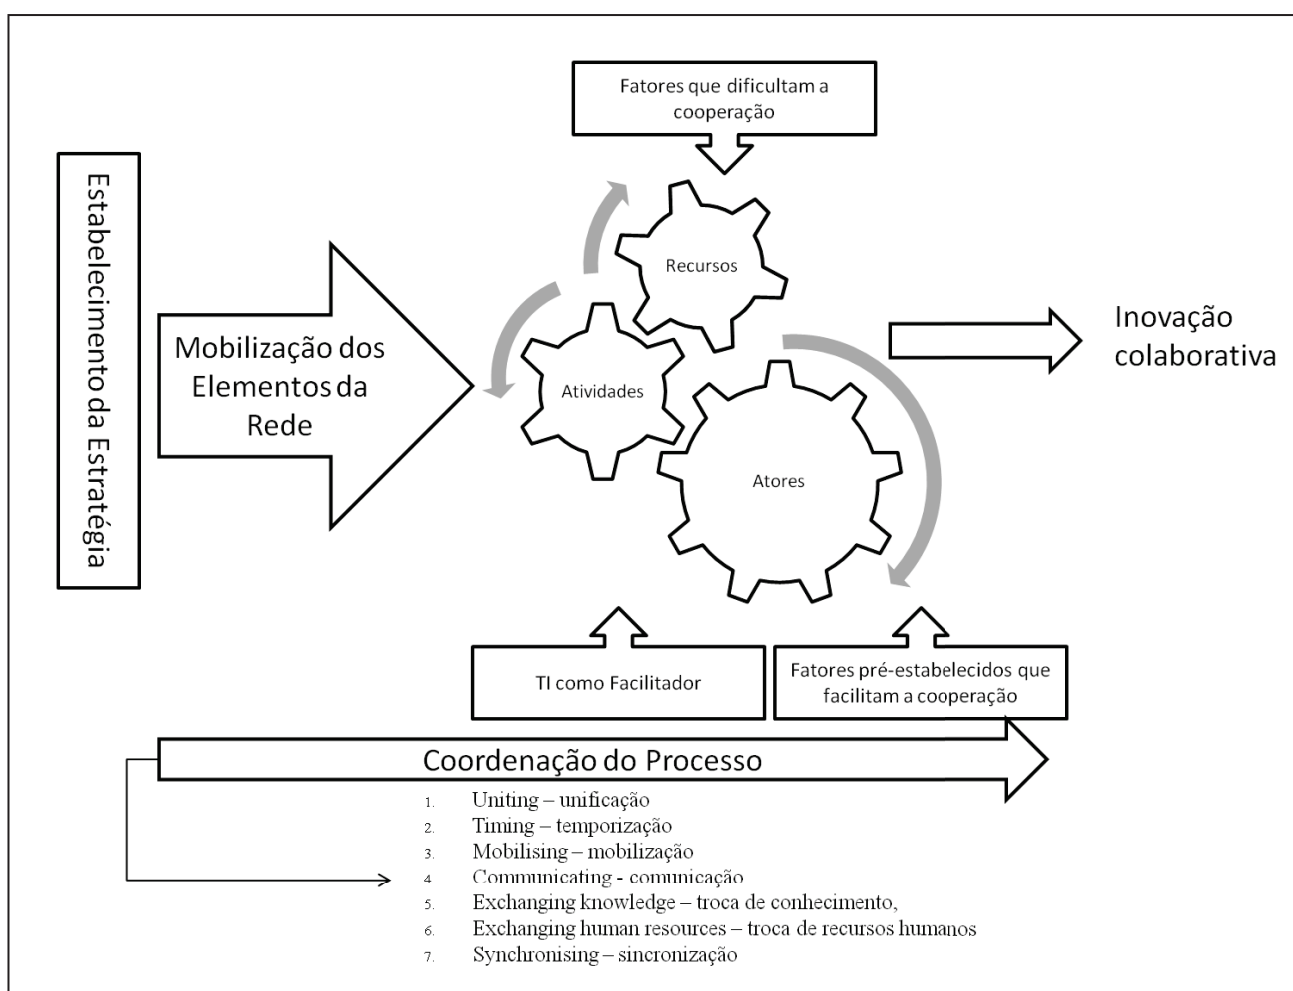 Fatores que dificultam a
cooperação
Estabelecimento da Estratégia
Mobilização dos
Elementos da
Rede
Recursos
Atividades
Atores
Inovação
colaborativa
TI como Facilitador
Fatores pré-estabelecidos que
facilitam a cooperação
Coordenação do Processo
1. Uniting – unificação
2. Timing – temporização
3. Mobilising – mobilização
4 Communicating - comunicação
5. Exchanging knowledge – troca de conhecimento,
6. Exchanging human resources – troca de recursos humanos
7. Synchronising – sincronização